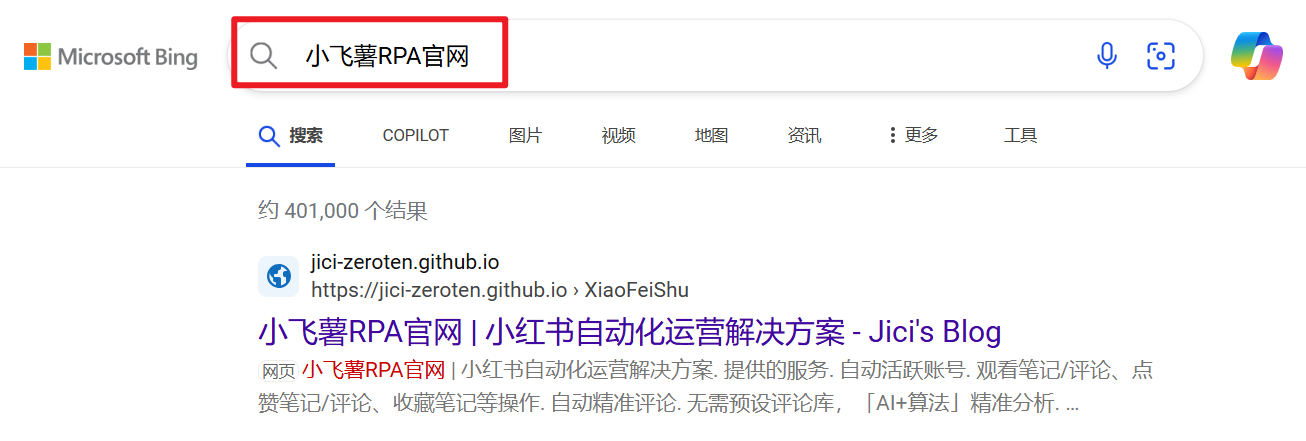 Microsoft Bing
小飞薯RPA官网
搜索 COPILOT 图片 视频 地图 资讯 更多 工具
约 401,000 个结果
jici-zeroten.github.io
https://jici-zeroten.github.io › XiaoFeiShu
小飞薯RPA官网 | 小红书自动化运营解决方案 - Jici's Blog
网页 小飞薯RPA官网 | 小红书自动化运营解决方案. 提供的服务. 自动活跃账号. 观看笔记/评论、点
赞笔记/评论、收藏笔记等操作. 自动精准评论. 无需预设评论库，「AI+算法」精准分析. ...